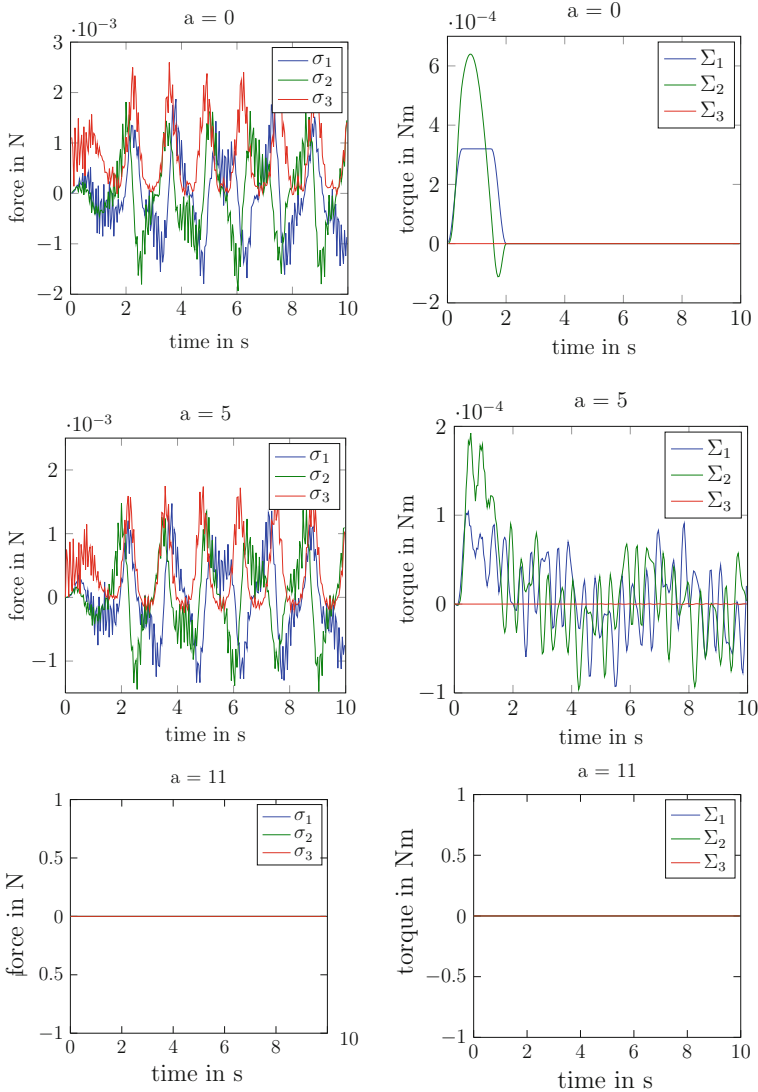 a = 0
·10⁻³
3
2
1
0
−1
−2
force in N
σ₁
σ₂
σ₃
0 2 4 6 8 10
time in s
a = 0
·10⁻⁴
6
4
2
0
−2
torque in Nm
Σ₁
Σ₂
Σ₃
0 2 4 6 8 10
time in s
a = 5
·10⁻³
2
1
0
−1
force in N
σ₁
σ₂
σ₃
0 2 4 6 8 10
time in s
a = 5
·10⁻⁴
2
1
0
−1
torque in Nm
Σ₁
Σ₂
Σ₃
0 2 4 6 8 10
time in s
a = 11
1
0.5
0
0.5
−1
force in N
σ₁
σ₂
σ₃
0 2 4 6 8 10
time in s
a = 11
1
0.5
0
−0.5
−1
torque in Nm
Σ₁
Σ₂
Σ₃
0 2 4 6 8 10
time in s